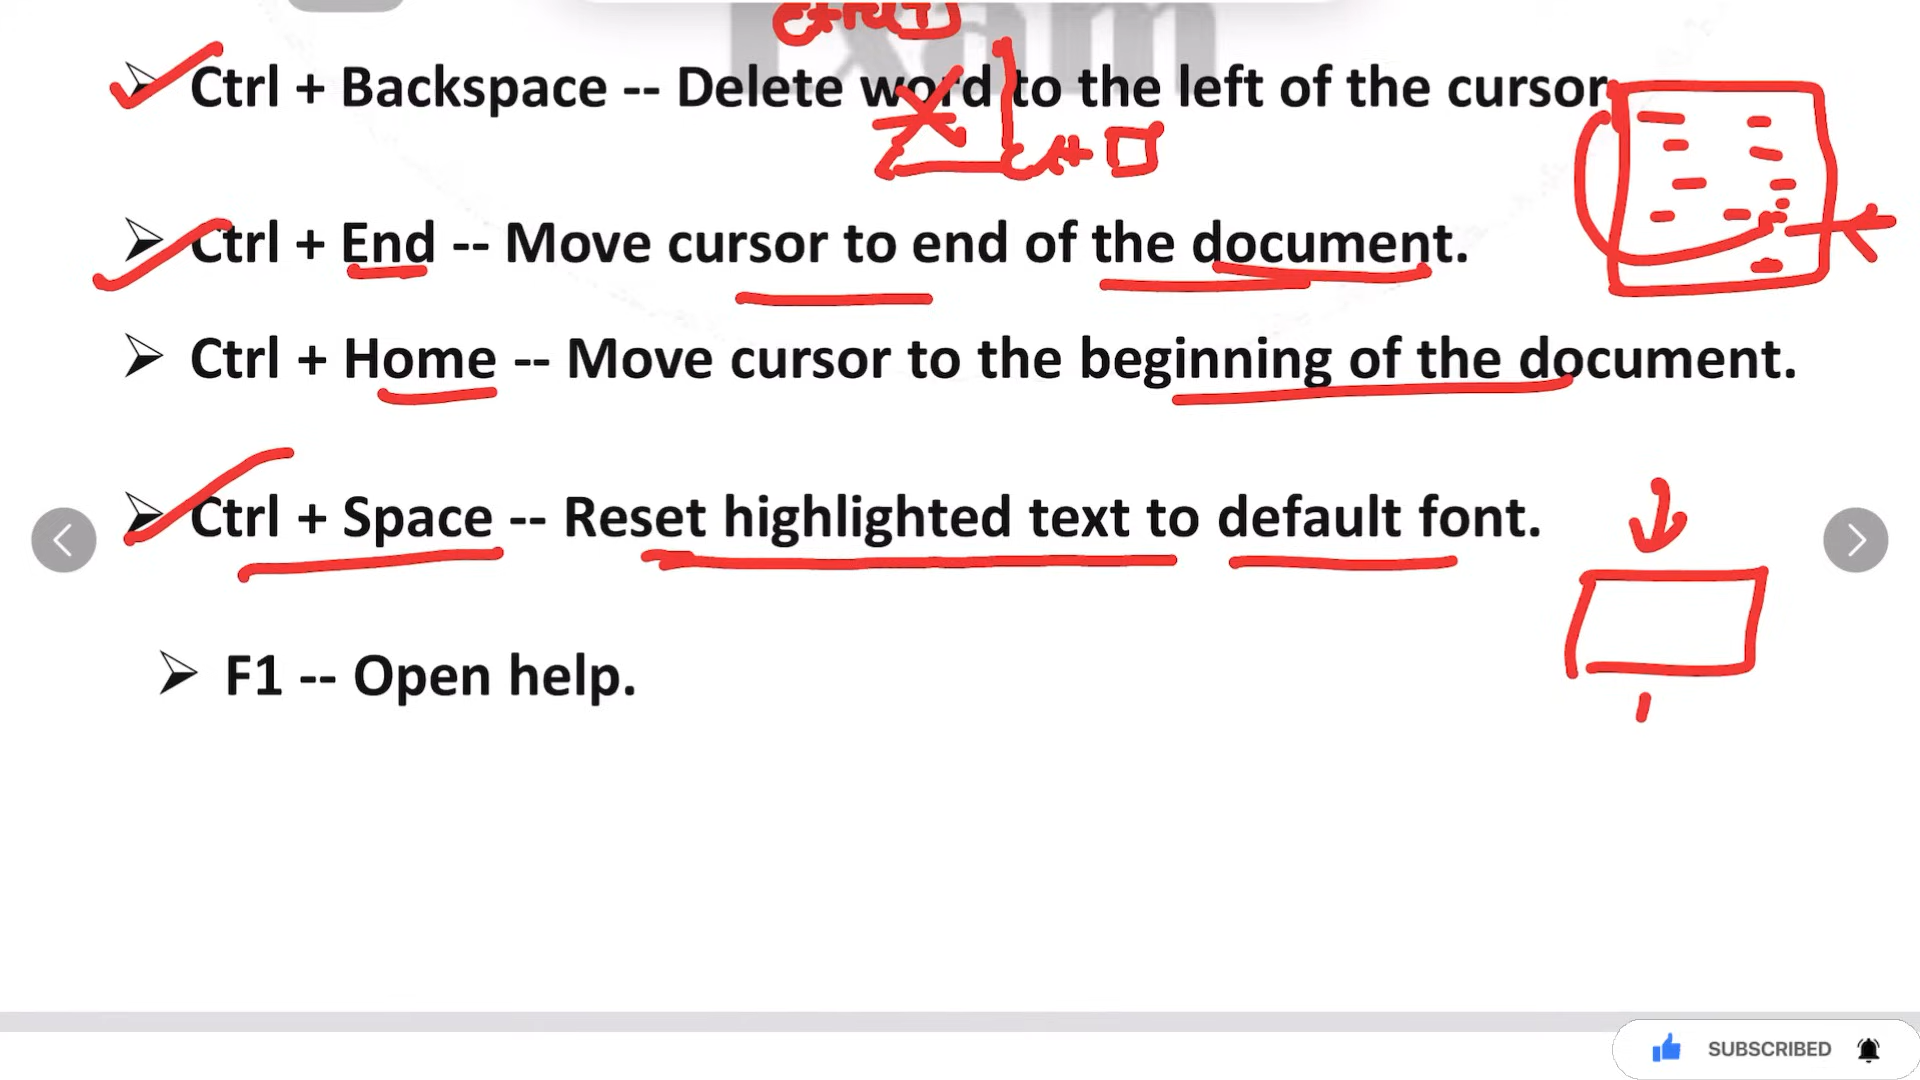 Exam
➢ Ctrl + Backspace -- Delete word to the left of the cursor.
➢ Ctrl + End -- Move cursor to end of the document.
➢ Ctrl + Home -- Move cursor to the beginning of the document.
➢ Ctrl + Space -- Reset highlighted text to default font.
➢ F1 -- Open help.
SUBSCRIBED